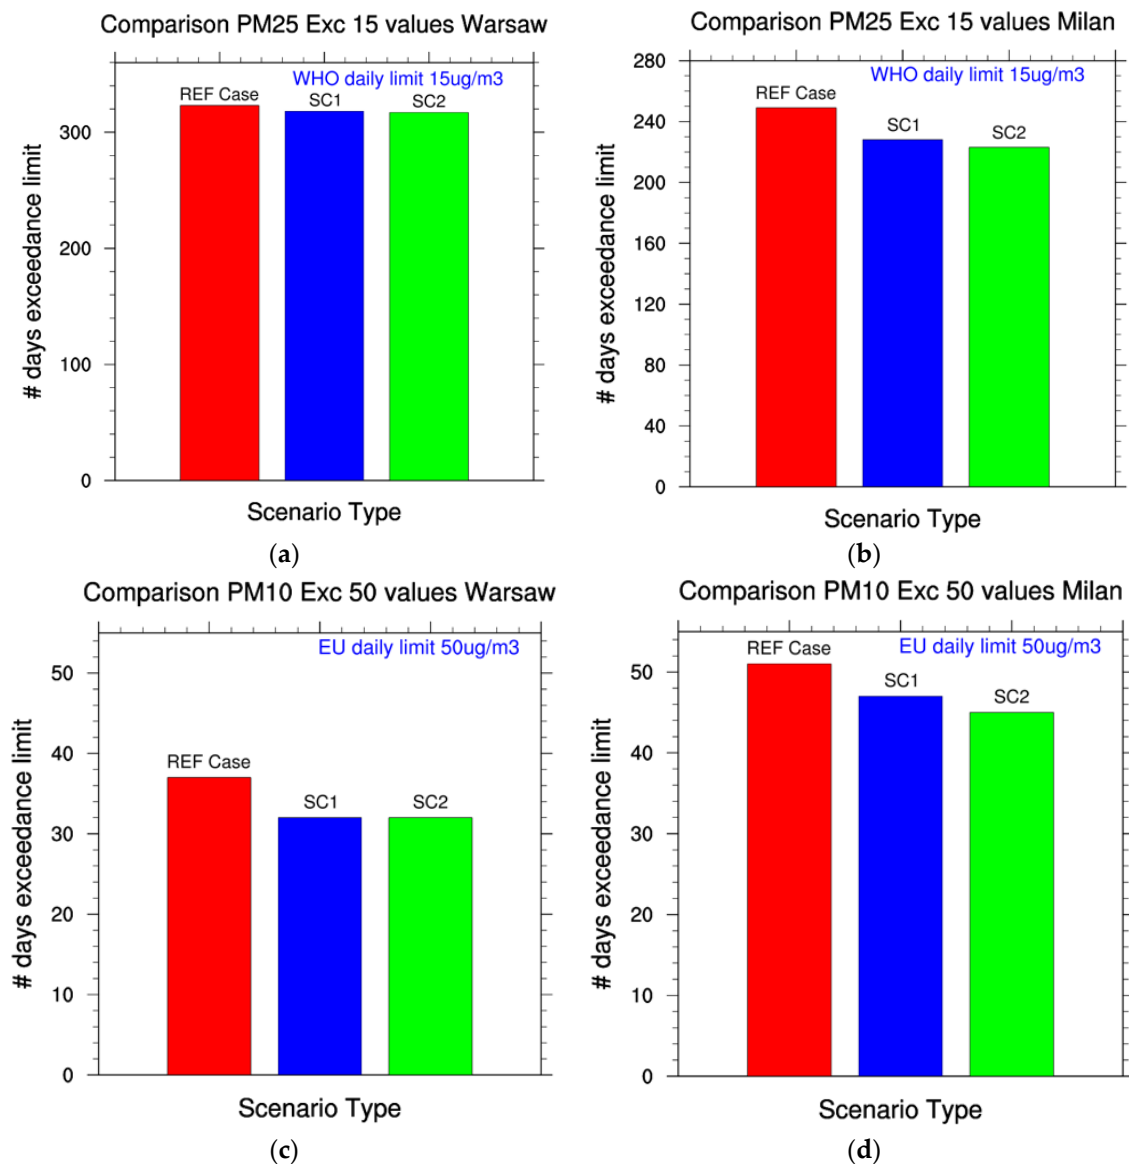 Comparison PM25 Exc 15 values Warsaw
WHO daily limit 15ug/m3
REF Case
SC1
SC2
300
200
100
0
# days exceedance limit
Scenario Type
(a)
Comparison PM25 Exc 15 values Milan
WHO daily limit 15ug/m3
REF Case
SC1
SC2
280
240
200
160
120
80
40
0
# days exceedance limit
Scenario Type
(b)
Comparison PM10 Exc 50 values Warsaw
EU daily limit 50ug/m3
REF Case
SC1
SC2
50
40
30
20
10
0
# days exceedance limit
Scenario Type
(c)
Comparison PM10 Exc 50 values Milan
EU daily limit 50ug/m3
REF Case
SC1
SC2
50
40
30
20
10
0
# days exceedance limit
Scenario Type
(d)